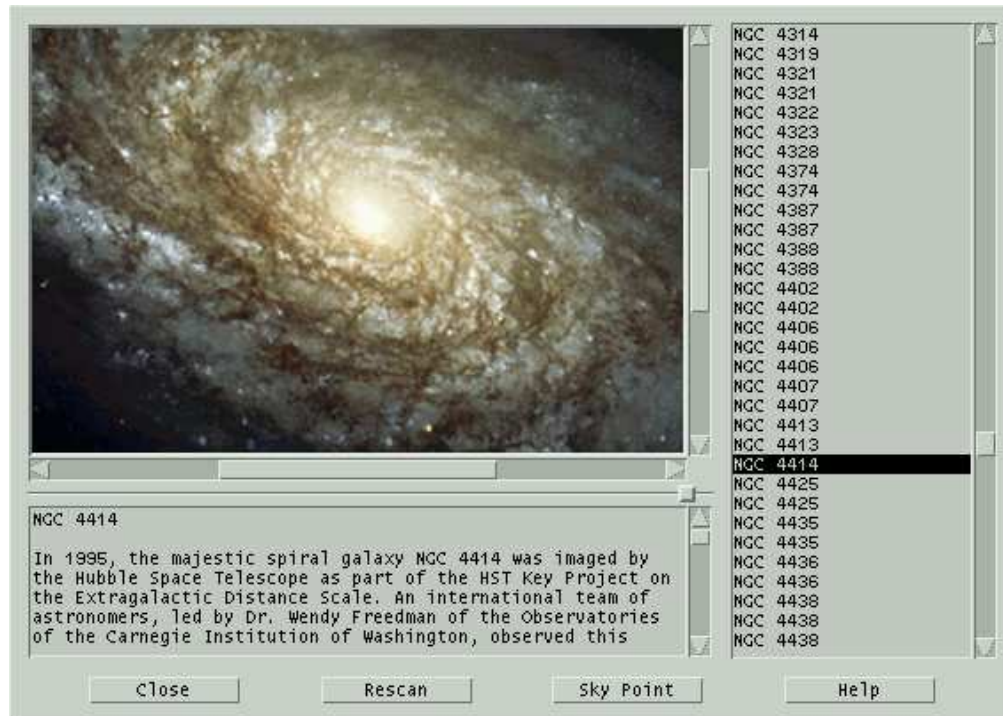 NGC 4414
In 1995, the majestic spiral galaxy NGC 4414 was imaged by
the Hubble Space Telescope as part of the HST Key Project on
the Extragalactic Distance Scale. An international team of
astronomers, led by Dr. Wendy Freedman of the Observatories
of the Carnegie Institution of Washington, observed this
NGC 4314
NGC 4319
NGC 4321
NGC 4321
NGC 4322
NGC 4323
NGC 4328
NGC 4374
NGC 4374
NGC 4387
NGC 4387
NGC 4388
NGC 4388
NGC 4402
NGC 4402
NGC 4406
NGC 4406
NGC 4406
NGC 4407
NGC 4407
NGC 4413
NGC 4413
NGC 4414
NGC 4425
NGC 4425
NGC 4435
NGC 4435
NGC 4436
NGC 4436
NGC 4438
NGC 4438
NGC 4438
Close
Rescan
Sky Point
Help